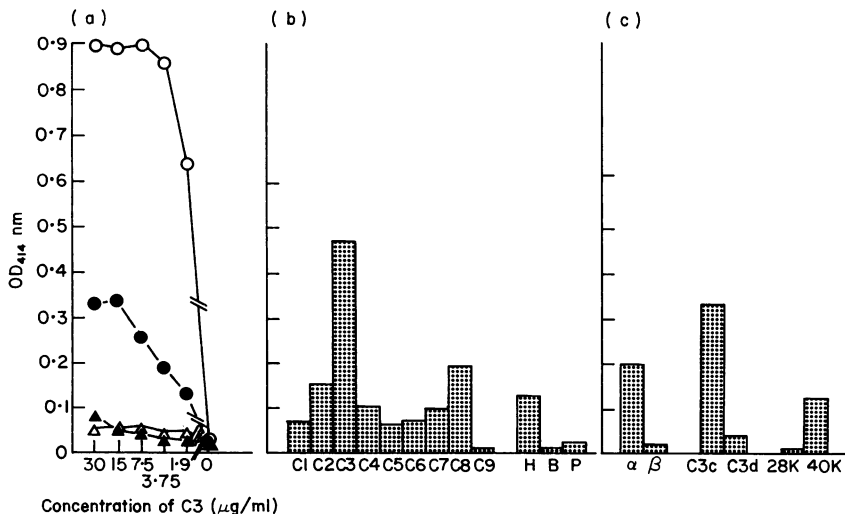 (a)
(b)
(c)
0·9
0·8
0·7
0·6
0·5
0·4
0·3
0·2
0·1
0
OD414 nm
30 15 7·5 3·75 1·9 0
Concentration of C3 (μg/ml)
C1 C2 C3 C4 C5 C6 C7 C8 C9 H B P
α β C3c C3d 28K 40K